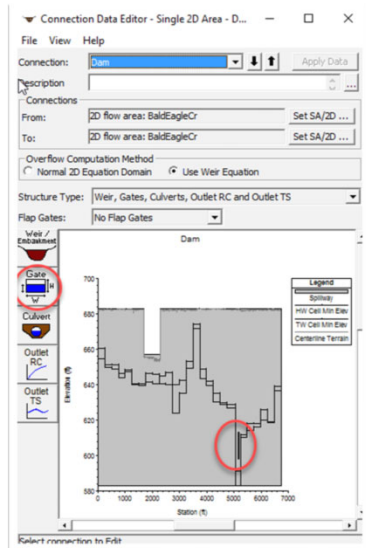 Connection Data Editor - Single 2D Area - D...
File View Help
Connection: Dam Apply Data
Description ...
Connections
From: 2D flow area: BaldEagleCr Set SA/2D ...
To: 2D flow area: BaldEagleCr Set SA/2D ...
Overflow Computation Method
Normal 2D Equation Domain Use Weir Equation
Structure Type: Weir, Gates, Culverts, Outlet RC and Outlet TS
Flap Gates: No Flap Gates
Weir /
Embankment
Gate
H
W
Culvert
Outlet
RC
Outlet
TS
Dam
Legend
Spillway
HW Cell Min Elev
TW Cell Min Elev
Centerline Terrain
Elevation (ft)
700
680
660
640
620
600
580
0 1000 2000 3000 4000 5000 6000 7000
Station (ft)
Select connection to Edit